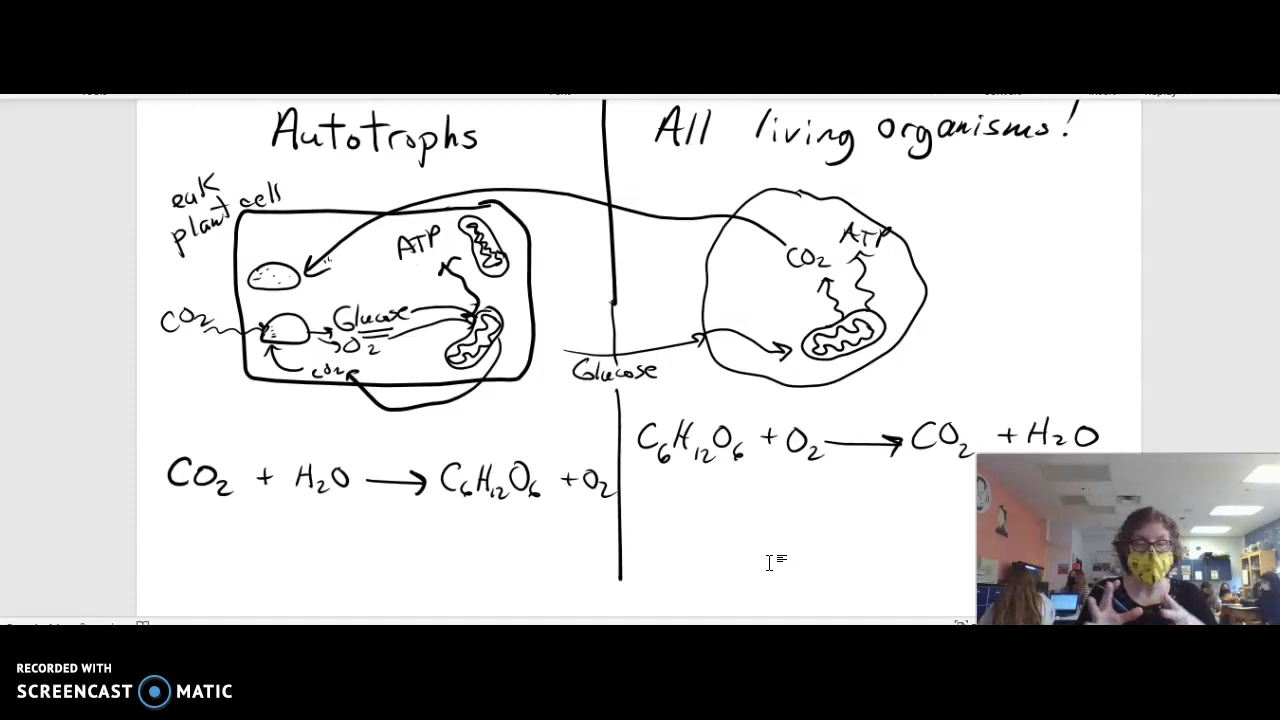 Autotrophs
All living organisms!
euk
plant cell
ATP
CO2
Glucose
O2
CO2
ATP
CO2
Glucose
C6H12O6 + O2 → CO2 + H2O
CO2 + H2O → C6H12O6 + O2
RECORDED WITH
SCREENCAST MATIC